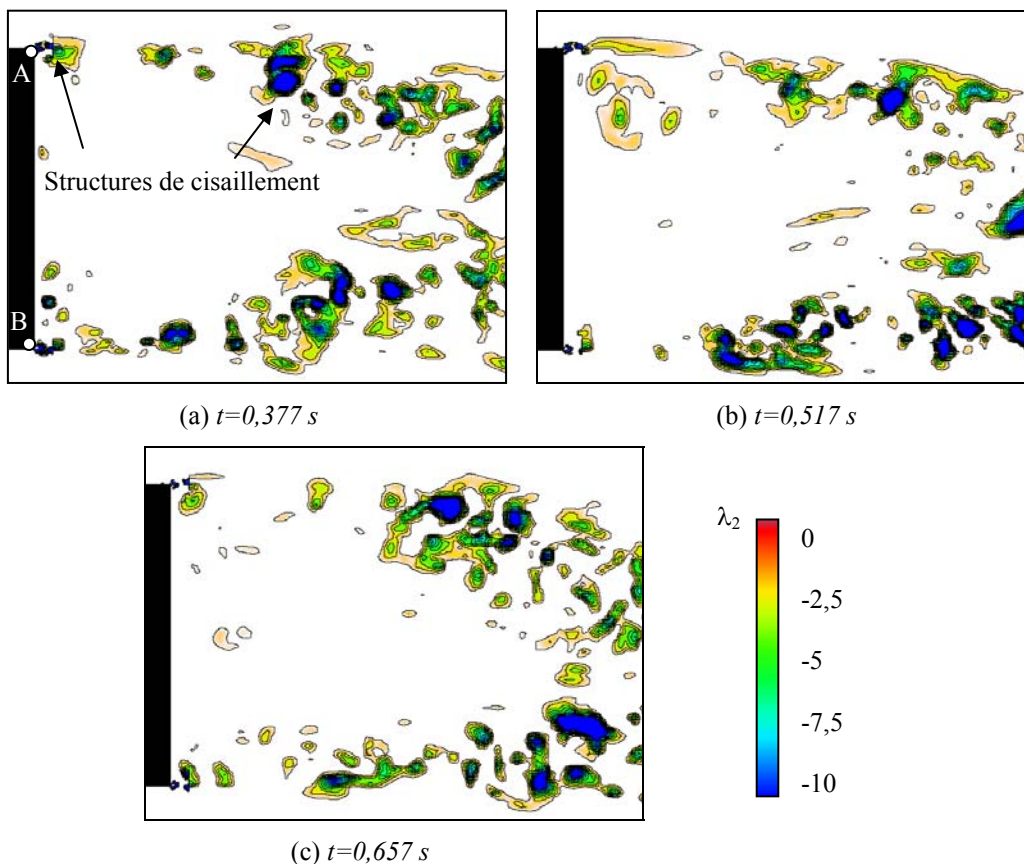 A
Structures de cisaillement
B
(a) t=0,377 s
(b) t=0,517 s
λ2
0
-2,5
-5
-7,5
-10
(c) t=0,657 s